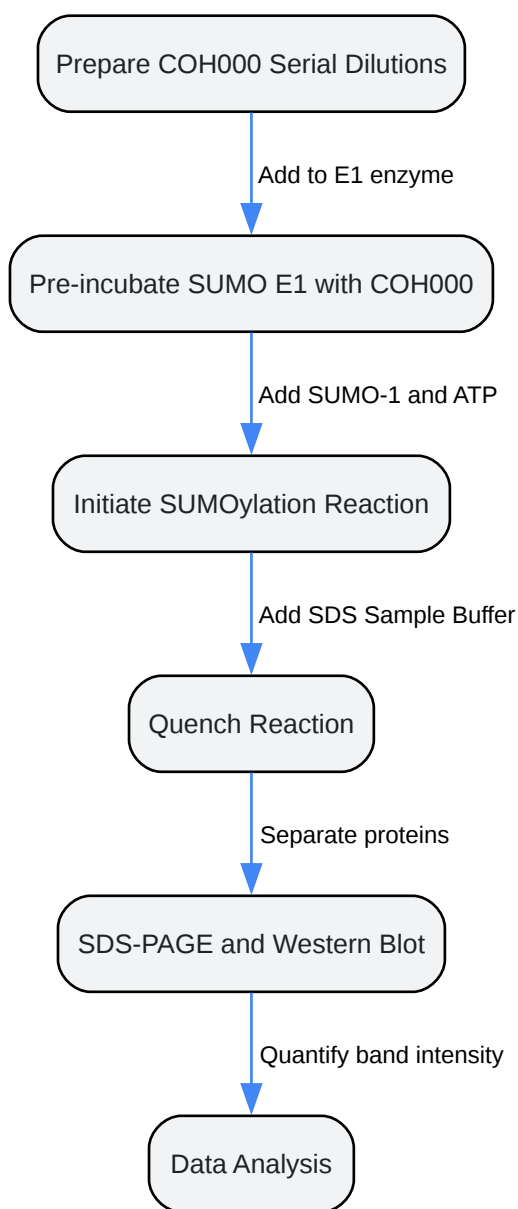 Prepare COH000 Serial Dilutions
Add to E1 enzyme
Pre-incubate SUMO E1 with COH000
Add SUMO-1 and ATP
Initiate SUMOylation Reaction
Add SDS Sample Buffer
Quench Reaction
Separate proteins
SDS-PAGE and Western Blot
Quantify band intensity
Data Analysis